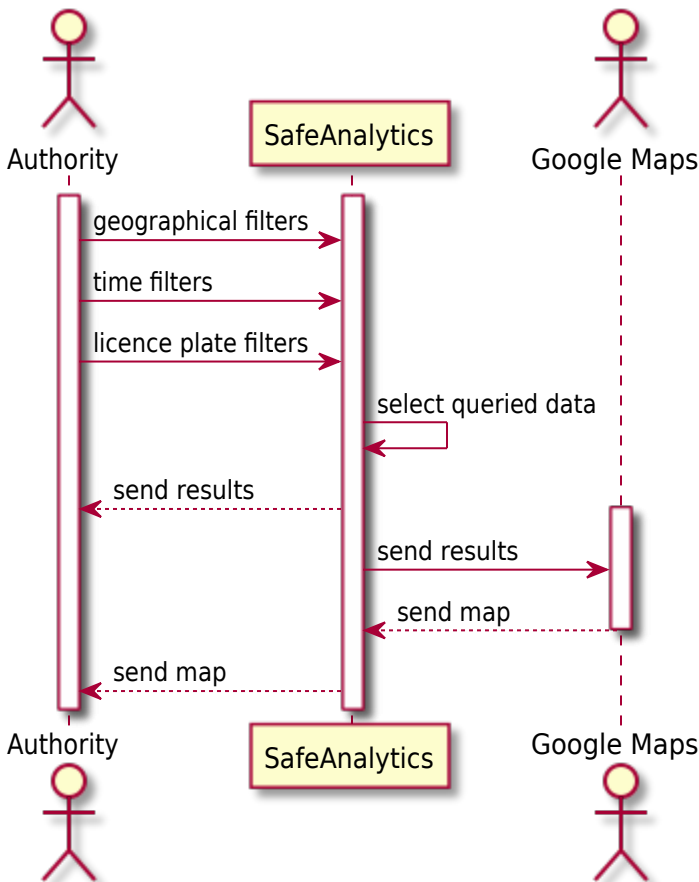 Authority
SafeAnalytics
Google Maps
geographical filters
time filters
licence plate filters
select queried data
send results
send results
send map
send map
Authority
SafeAnalytics
Google Maps